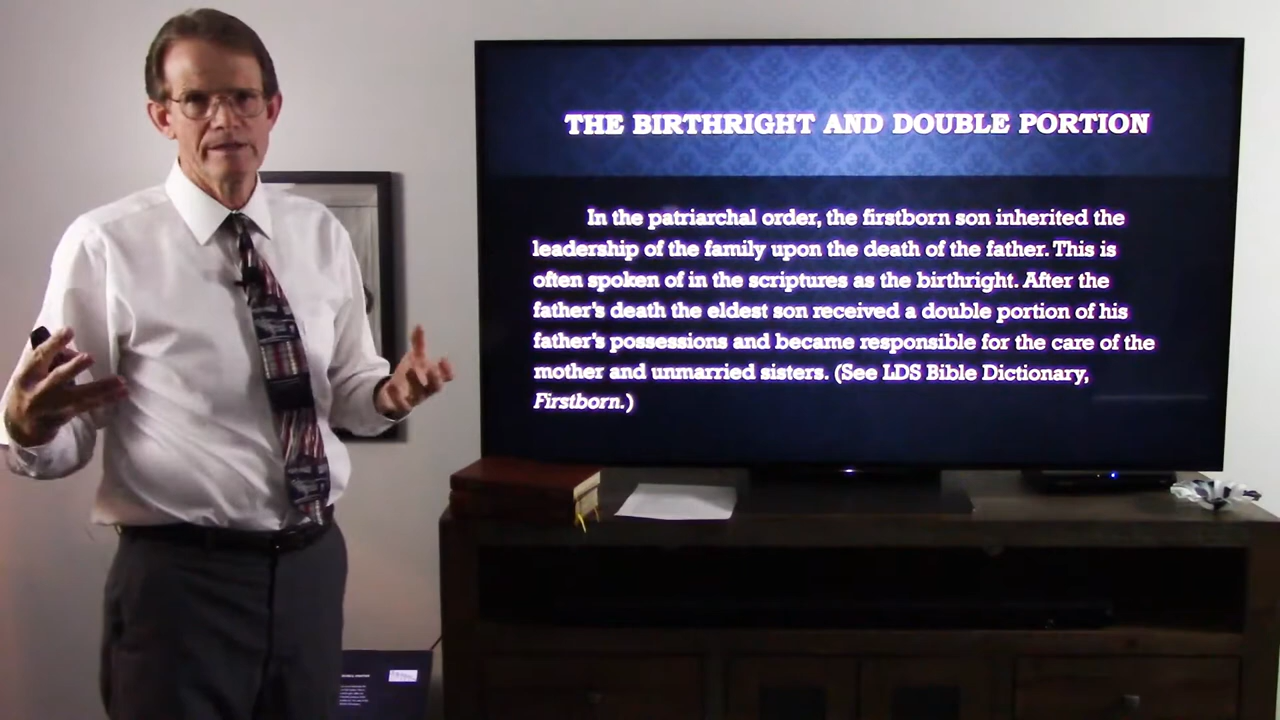 THE BIRTHRIGHT AND DOUBLE PORTION
In the patriarchal order, the firstborn son inherited the
leadership of the family upon the death of the father. This is
often spoken of in the scriptures as the birthright. After the
father's death the eldest son received a double portion of his
father's possessions and became responsible for the care of the
mother and unmarried sisters. (See LDS Bible Dictionary,
Firstborn.)